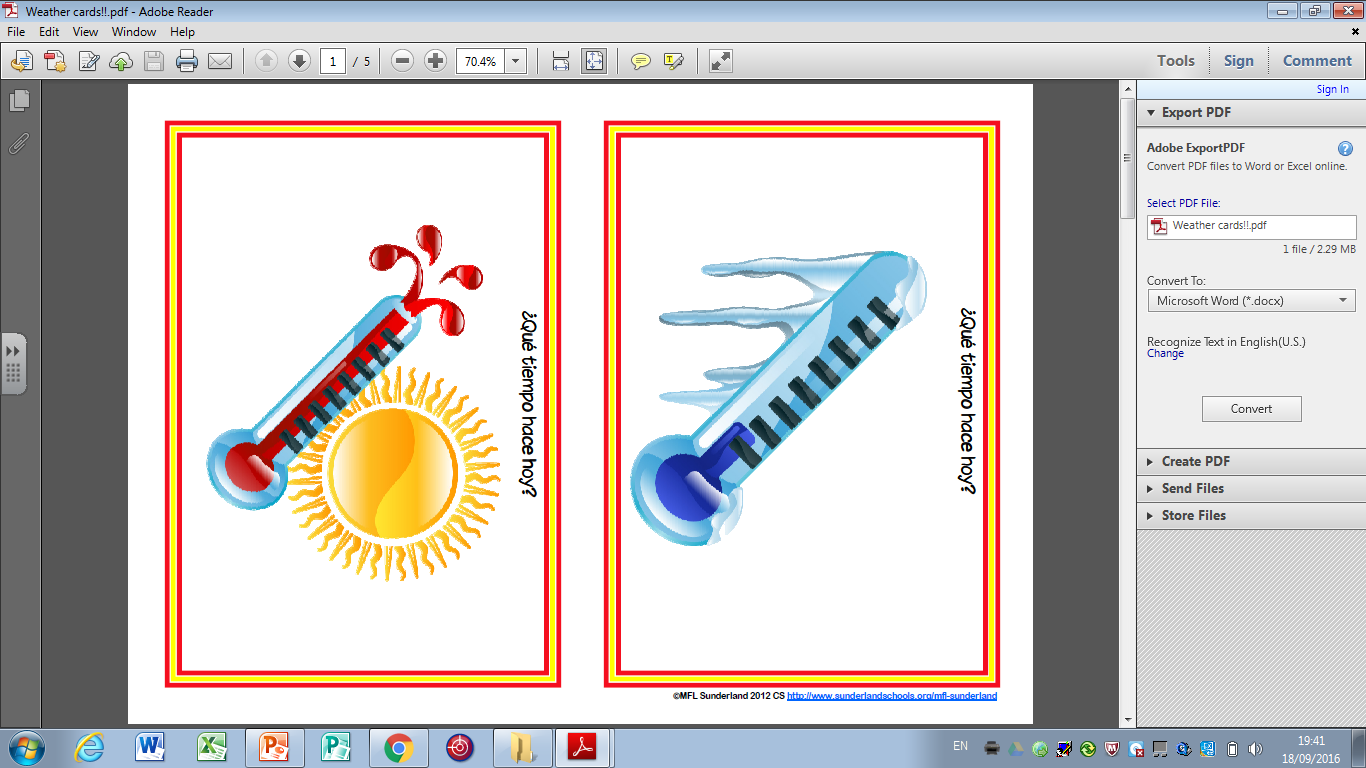 Weather cards!!.pdf - Adobe Reader
File Edit View Window Help
1 / 5 70.4% Tools Sign Comment
Sign In
Export PDF
Adobe ExportPDF
Convert PDF files to Word or Excel online.
Select PDF File:
Weather cards!!.pdf
1 file / 2.29 MB
Convert To:
Microsoft Word (*.docx)
Recognize Text in English(U.S.)
Change
Convert
Create PDF
Send Files
Store Files
¿Qué tiempo hace hoy?
¿Qué tiempo hace hoy?
©MFL Sunderland 2012 CS http://www.sunderlandschools.org/mfl-sunderland
EN
19:41
18/09/2016